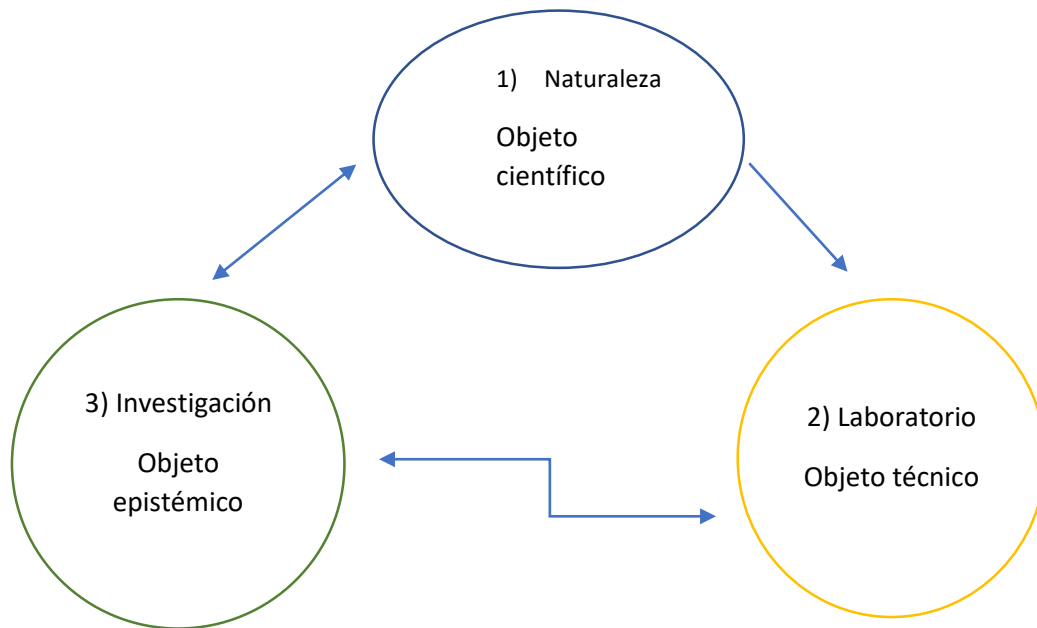 1) Naturaleza
Objeto
científico
3) Investigación
Objeto
epistémico
2) Laboratorio
Objeto técnico